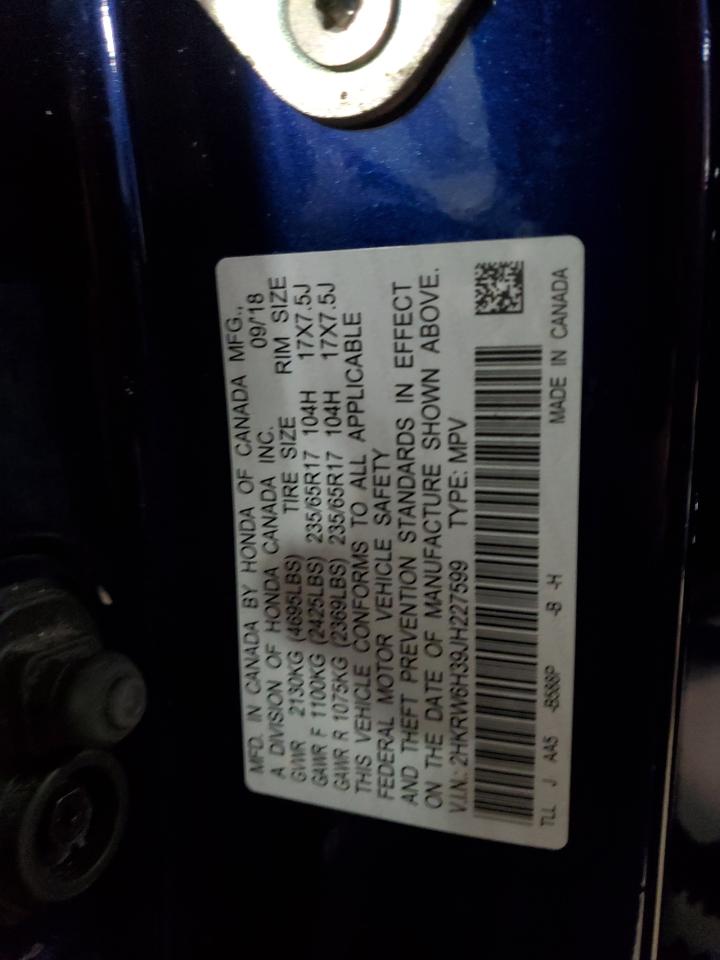 MFD. IN CANADA BY HONDA OF CANADA MFG.,
A DIVISION OF HONDA CANADA INC. 09/'18
GVWR 2130KG (4695LBS) TIRE SIZE RIM SIZE
GAWR F 1100KG (2425LBS) 235/65R17 104H 17X7.5J
GAWR R 1075KG (2369LBS) 235/65R17 104H 17X7.5J
THIS VEHICLE CONFORMS TO ALL APPLICABLE
FEDERAL MOTOR VEHICLE SAFETY
AND THEFT PREVENTION STANDARDS IN EFFECT
ON THE DATE OF MANUFACTURE SHOWN ABOVE.
V.I.N.: 2HKRW6H39JH227599 TYPE: MPV
TLL J AA5 -B588P -B -H MADE IN CANADA